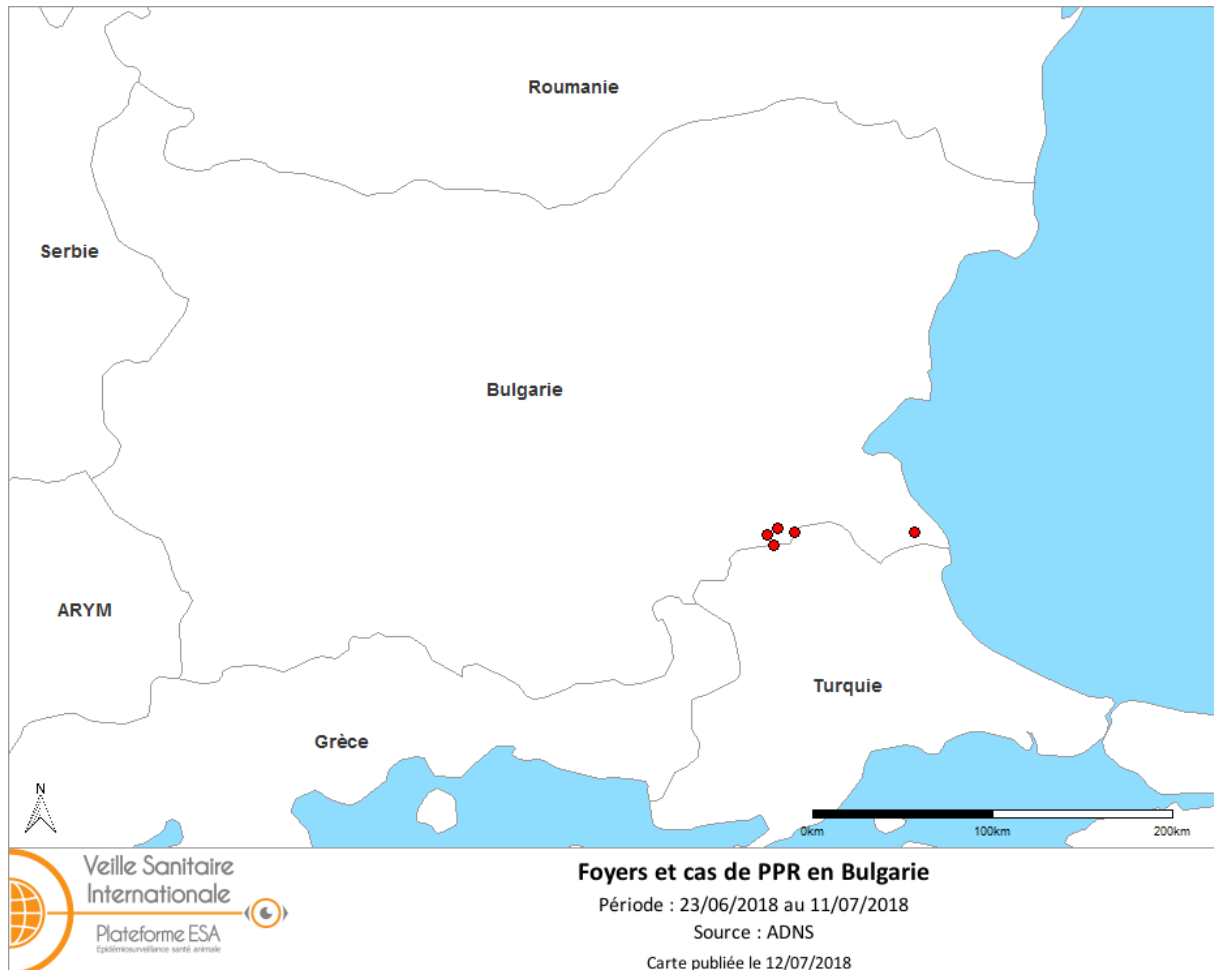 Roumanie
Serbie
Bulgarie
ARYM
Turquie
Grèce
N
0km
100km
200km
Veille Sanitaire
Internationale
Plateforme ESA
Epidémiosurveillance santé animale
Foyers et cas de PPR en Bulgarie
Période : 23/06/2018 au 11/07/2018
Source : ADNS
Carte publiée le 12/07/2018